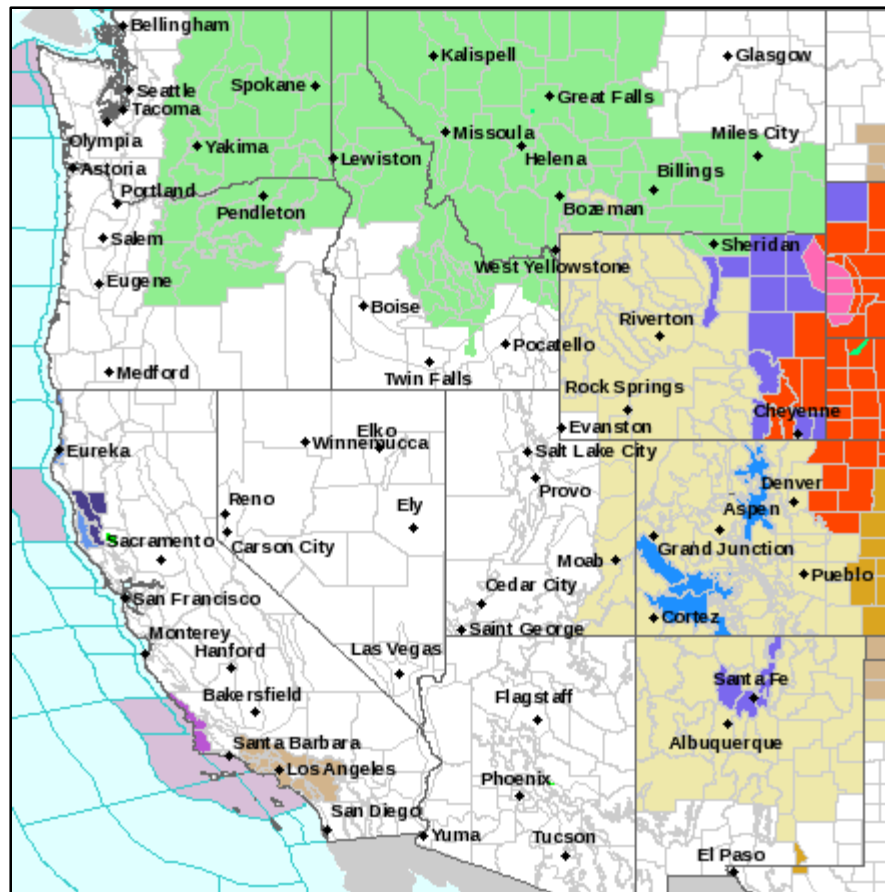 Bellingham
Kalispell
Glasgow
Seattle
Spokane
Great Falls
Tacoma
Olympia
Yakima
Lewiston
Missoula
Helena
Miles City
Astoria
Billings
Portland
Pendleton
Bozeman
Salem
Sheridan
West Yellowstone
Eugene
Boise
Riverton
Pocatello
Medford
Twin Falls
Rock Springs
Cheyenne
Evanston
Elko
Winnemucca
Eureka
Salt Lake City
Provo
Denver
Reno
Ely
Aspen
Sacramento
Carson City
Grand Junction
Moab
Pueblo
San Francisco
Cedar City
Cortez
Monterey
Saint George
Hanford
Las Vegas
Bakersfield
Flagstaff
Santa Fe
Santa Barbara
Albuquerque
Los Angeles
Phoenix
San Diego
Yuma
Tucson
El Paso